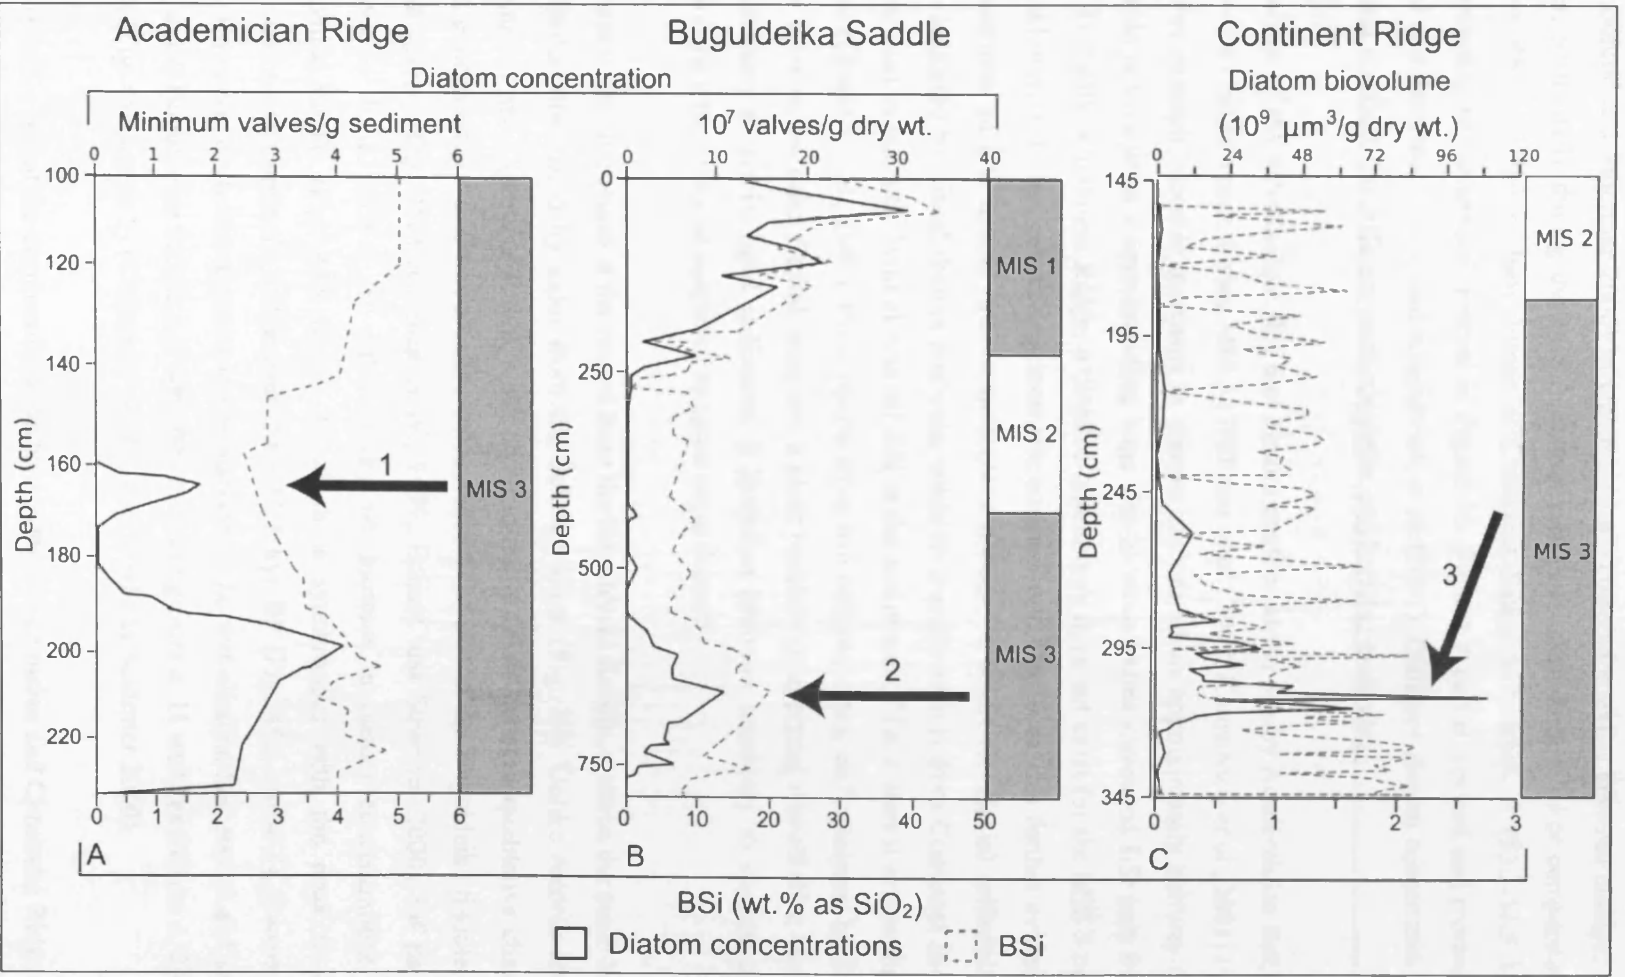 Academician Ridge
Buguldeika Saddle
Continent Ridge
Diatom concentration
Diatom biovolume
Minimum valves/g sediment
10⁷ valves/g dry wt.
(10⁹ µm³/g dry wt.)
0 1 2 3 4 5 6
0 10 20 30 40
0 24 48 72 96 120
100
120
140
160
180
200
220
Depth (cm)
1
MIS 3
0 1 2 3 4 5 6
A
0
250
500
750
Depth (cm)
2
MIS 1
MIS 2
MIS 3
0 10 20 30 40 50
B
145
195
245
295
345
Depth (cm)
3
MIS 2
MIS 3
0 1 2 3
C
BSi (wt.% as SiO₂)
Diatom concentrations
BSi